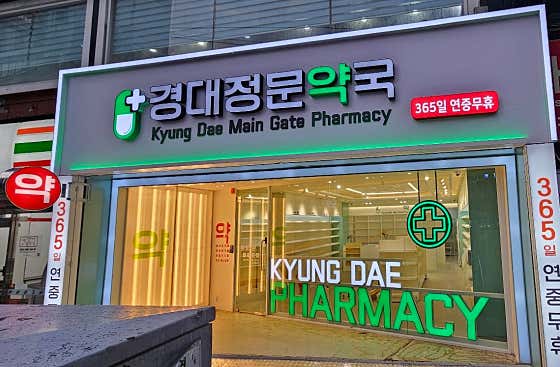 경대정문약국
Kyung Dae Main Gate Pharmacy
365일 연중무휴
약
365일 연중
약
약
KYUNG DAE
PHARMACY
365일 연중무휴